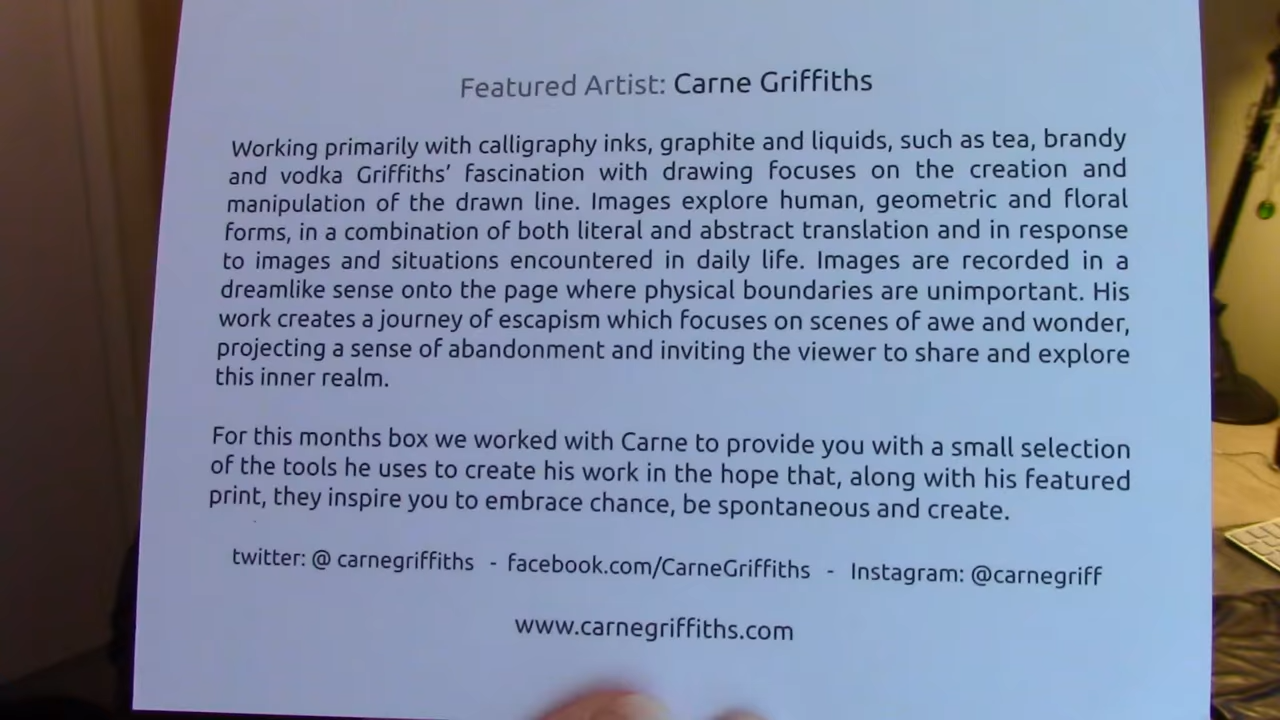 Featured Artist: Carne Griffiths
Working primarily with calligraphy inks, graphite and liquids, such as tea, brandy
and vodka Griffiths' fascination with drawing focuses on the creation and
manipulation of the drawn line. Images explore human, geometric and floral
forms, in a combination of both literal and abstract translation and in response
to images and situations encountered in daily life. Images are recorded in a
dreamlike sense onto the page where physical boundaries are unimportant. His
work creates a journey of escapism which focuses on scenes of awe and wonder,
projecting a sense of abandonment and inviting the viewer to share and explore
this inner realm.
For this months box we worked with Carne to provide you with a small selection
of the tools he uses to create his work in the hope that, along with his featured
print, they inspire you to embrace chance, be spontaneous and create.
twitter: @ carnegriffiths - facebook.com/CarneGriffiths - Instagram: @carnegriff
www.carnegriffiths.com